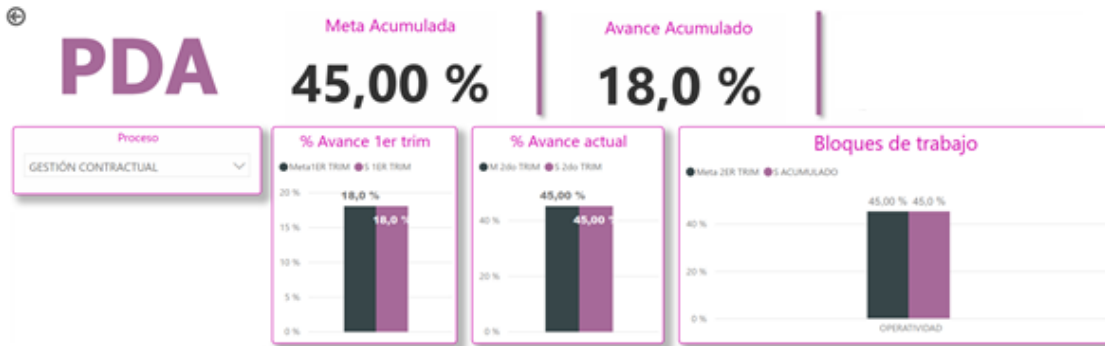 PDA
Meta Acumulada
45,00 %
Avance Acumulado
18,0 %
Proceso
GESTIÓN CONTRACTUAL
% Avance 1er trim
Meta1ER TRIM S 1ER TRIM
20 %
18,0 %
18,0 %
15 %
10 %
5 %
0 %
% Avance actual
M 2do TRIM S 2do TRIM
45,00 %
45,00 %
40 %
20 %
0 %
Bloques de trabajo
Meta 2ER TRIM S ACUMULADO
45,00 % 45,0 %
40 %
20 %
0 %
OPERATIVIDAD